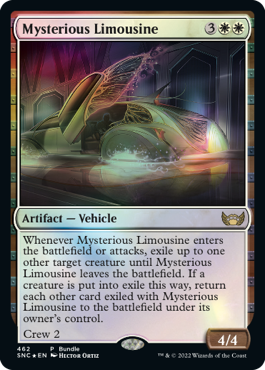 Mysterious Limousine 3
Artifact — Vehicle
Whenever Mysterious Limousine enters
the battlefield or attacks, exile up to one
other target creature until Mysterious
Limousine leaves the battlefield. If a
creature is put into exile this way, return
each other card exiled with Mysterious
Limousine to the battlefield under its
owner's control.
Crew 2
4/4
462 P Bundle
SNC ★ EN Hector Ortiz ™ & © 2022 Wizards of the Coast